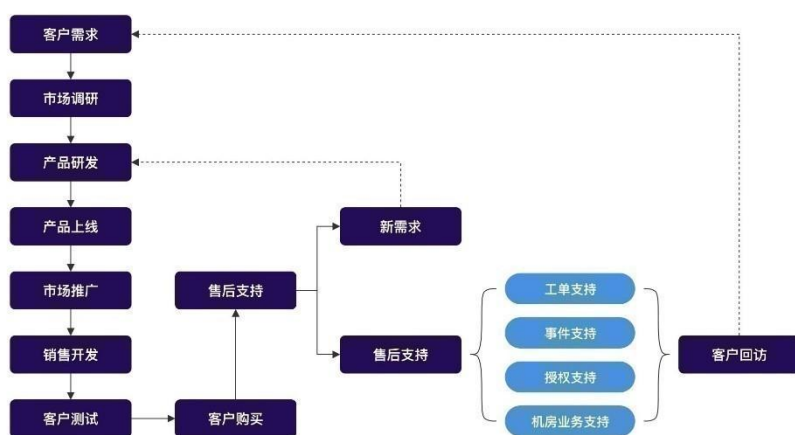 客户需求
市场调研
产品研发
产品上线
市场推广
销售开发
客户测试
客户购买
售后支持
新需求
售后支持
工单支持
事件支持
授权支持
机房业务支持
客户回访